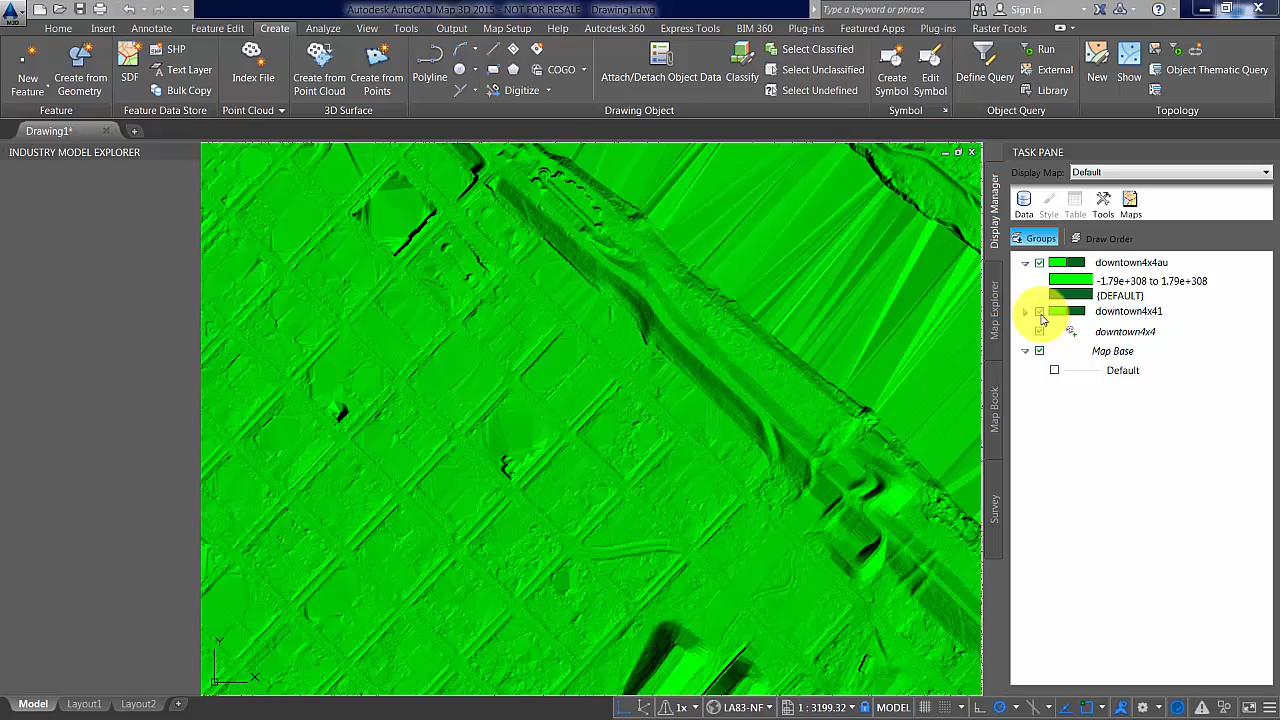 Autodesk AutoCAD Map 3D 2015 - NOT FOR RESALE    Drawing1.dwg
Type a keyword or phrase
Sign In
Home Insert Annotate Feature Edit Create Analyze View Tools Output Map Setup Help Autodesk 360 Express Tools BIM 360 Featured Apps Plug-ins Raster Tools
New Feature
Create from Geometry
Feature
SDF
SHP
Text Layer
Bulk Copy
Feature Data Store
Index File
Point Cloud
Create from Point Cloud
Create from Points
3D Surface
Polyline
COGO
Digitize
Attach/Detach Object Data
Classify
Select Classified
Select Unclassified
Select Undefined
Drawing Object
Create Symbol
Edit Symbol
Symbol
Define Query
Run
External
Library
Object Query
New
Show
Object Thematic Query
Topology
Drawing1*
INDUSTRY MODEL EXPLORER
TASK PANE
Display Map: Default
Data Style Table Tools Maps
Groups Draw Order
Display Manager
Map Explorer
Map Book
Survey
downtown4x4au
-1.79e+308 to 1.79e+308
{DEFAULT}
downtown4x41
downtown4x4
Map Base
Default
Y
X
Model Layout1 Layout2
1x
LA83-NF
1 : 3199.32
MODEL